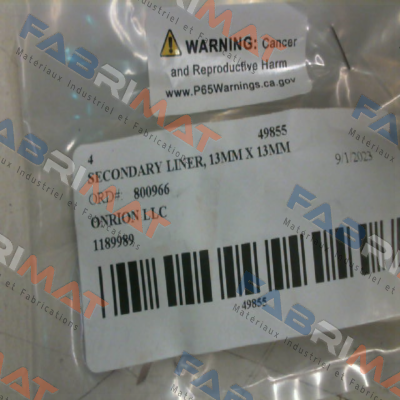 WARNING: Cancer
and Reproductive Harm
www.P65Warnings.ca.gov
4 49855
SECONDARY LINER, 13MM X 13MM
9/1/2023
ORD#: 800966
ONRION LLC
1189989
49855
FABRIMAT
Materiaux Industriel et Fabrications